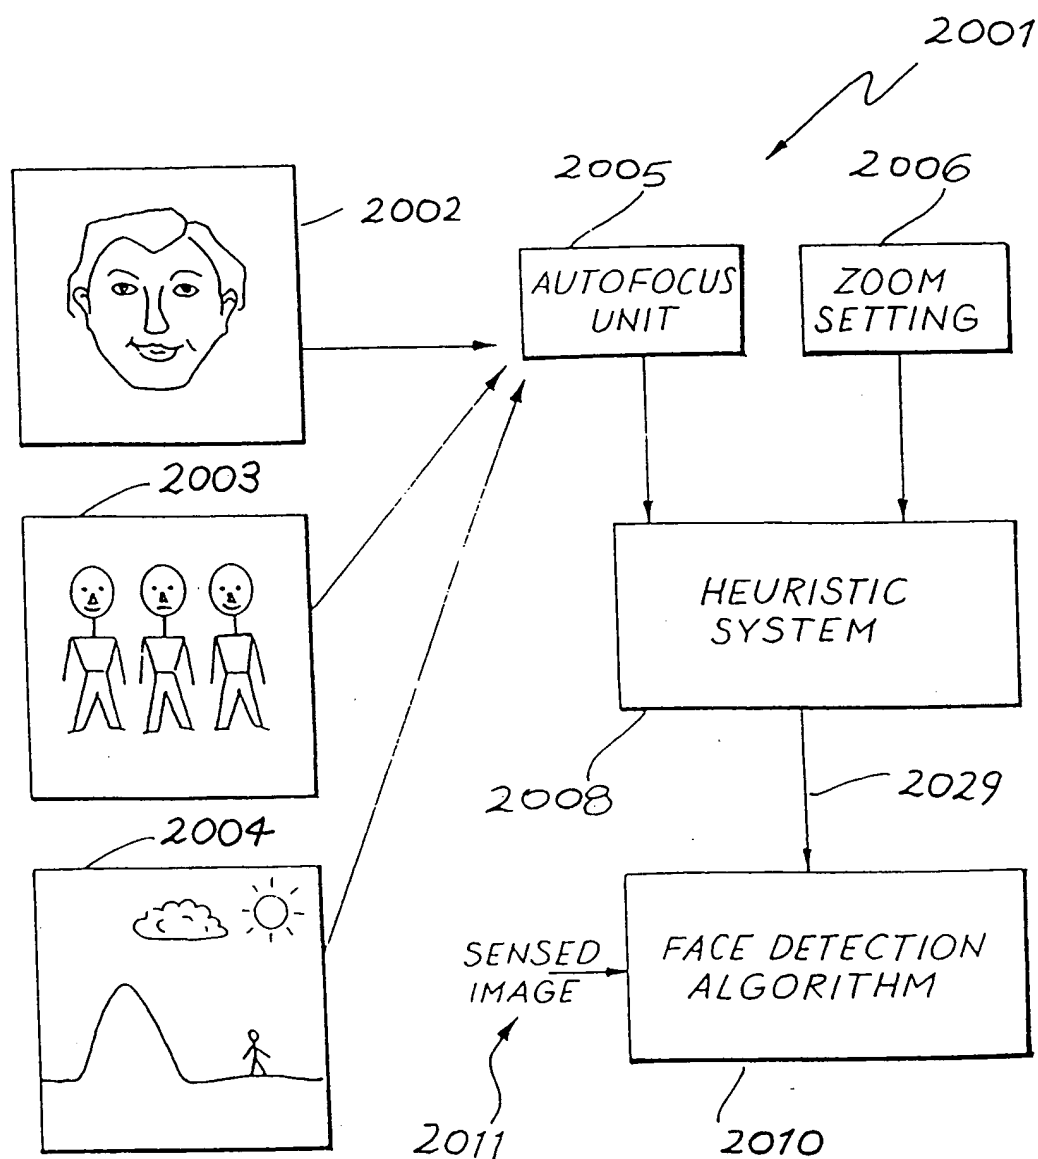 2001
2005
2006
2002
AUTOFOCUS
UNIT
ZOOM
SETTING
2003
HEURISTIC
SYSTEM
2008
2029
2004
SENSED
IMAGE
FACE DETECTION
ALGORITHM
2011
2010